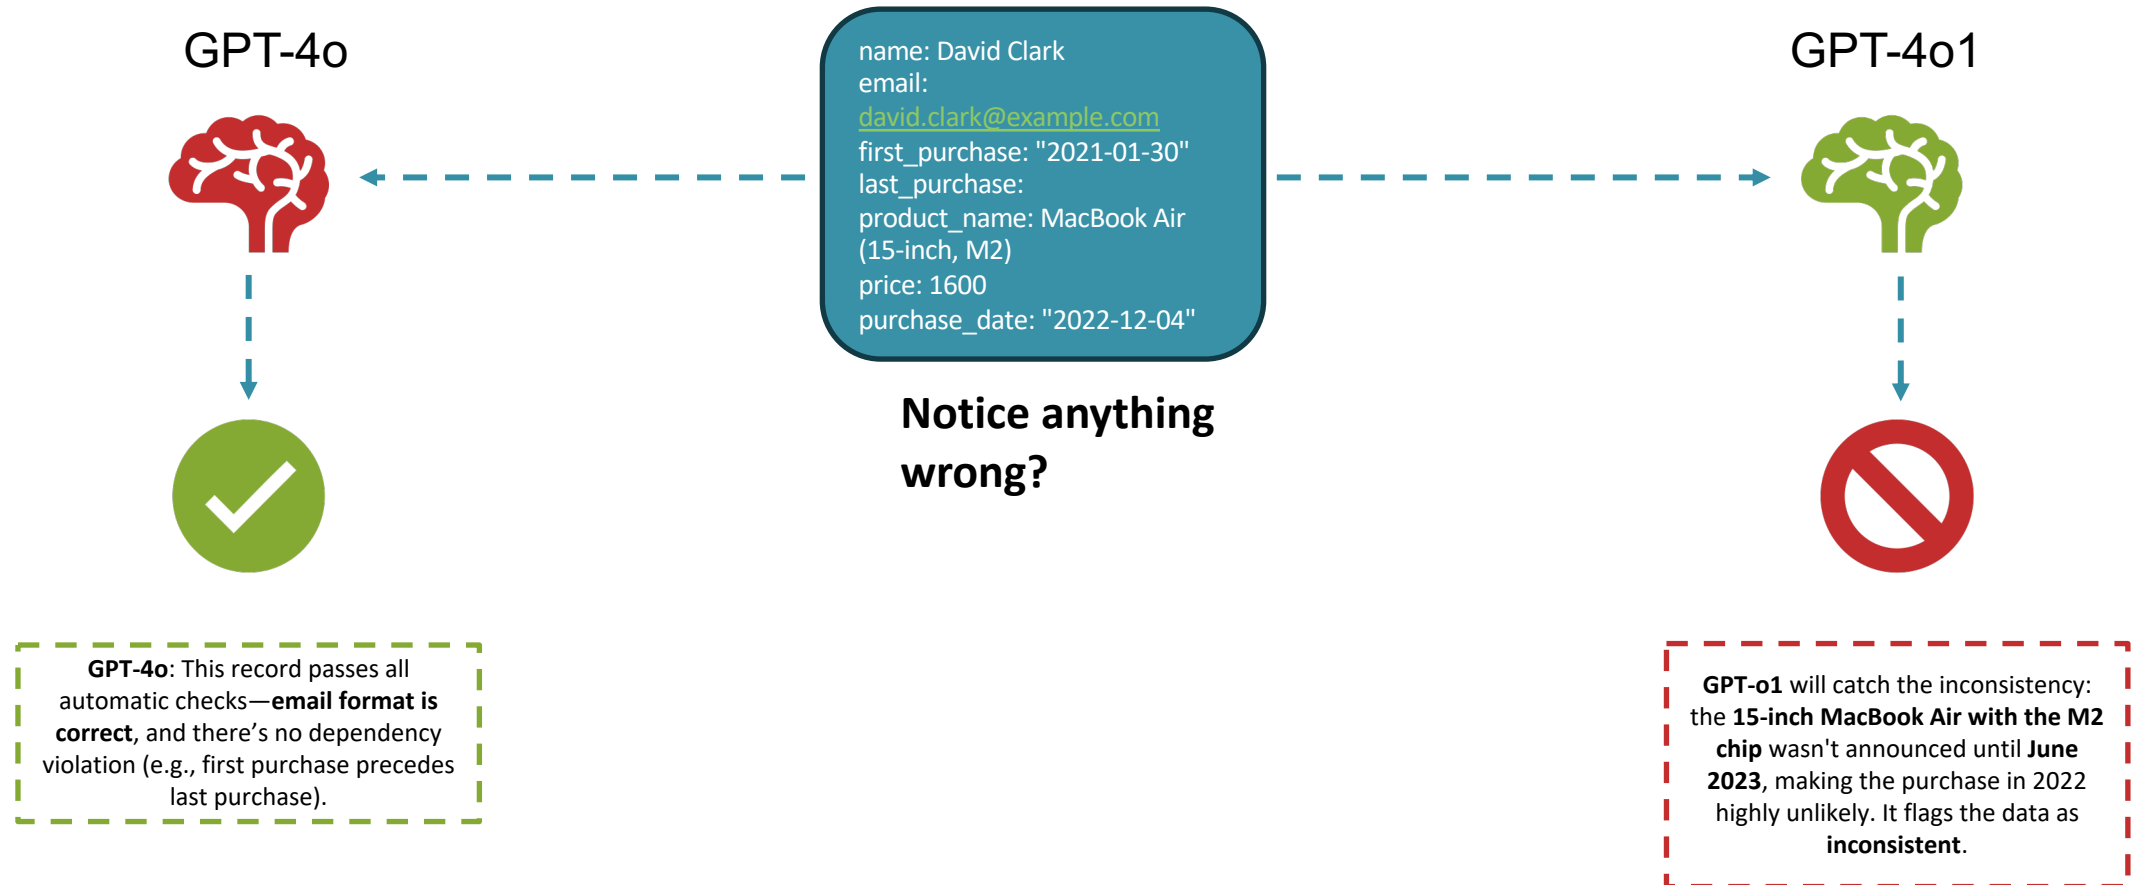 GPT-4o
name: David Clark
email:
david.clark@example.com
first_purchase: "2021-01-30"
last_purchase:
product_name: MacBook Air
(15-inch, M2)
price: 1600
purchase_date: "2022-12-04"
GPT-4o1
Notice anything
wrong?
GPT-4o: This record passes all
automatic checks—email format is
correct, and there’s no dependency
violation (e.g., first purchase precedes
last purchase).
GPT-o1 will catch the inconsistency:
the 15-inch MacBook Air with the M2
chip wasn't announced until June
2023, making the purchase in 2022
highly unlikely. It flags the data as
inconsistent.